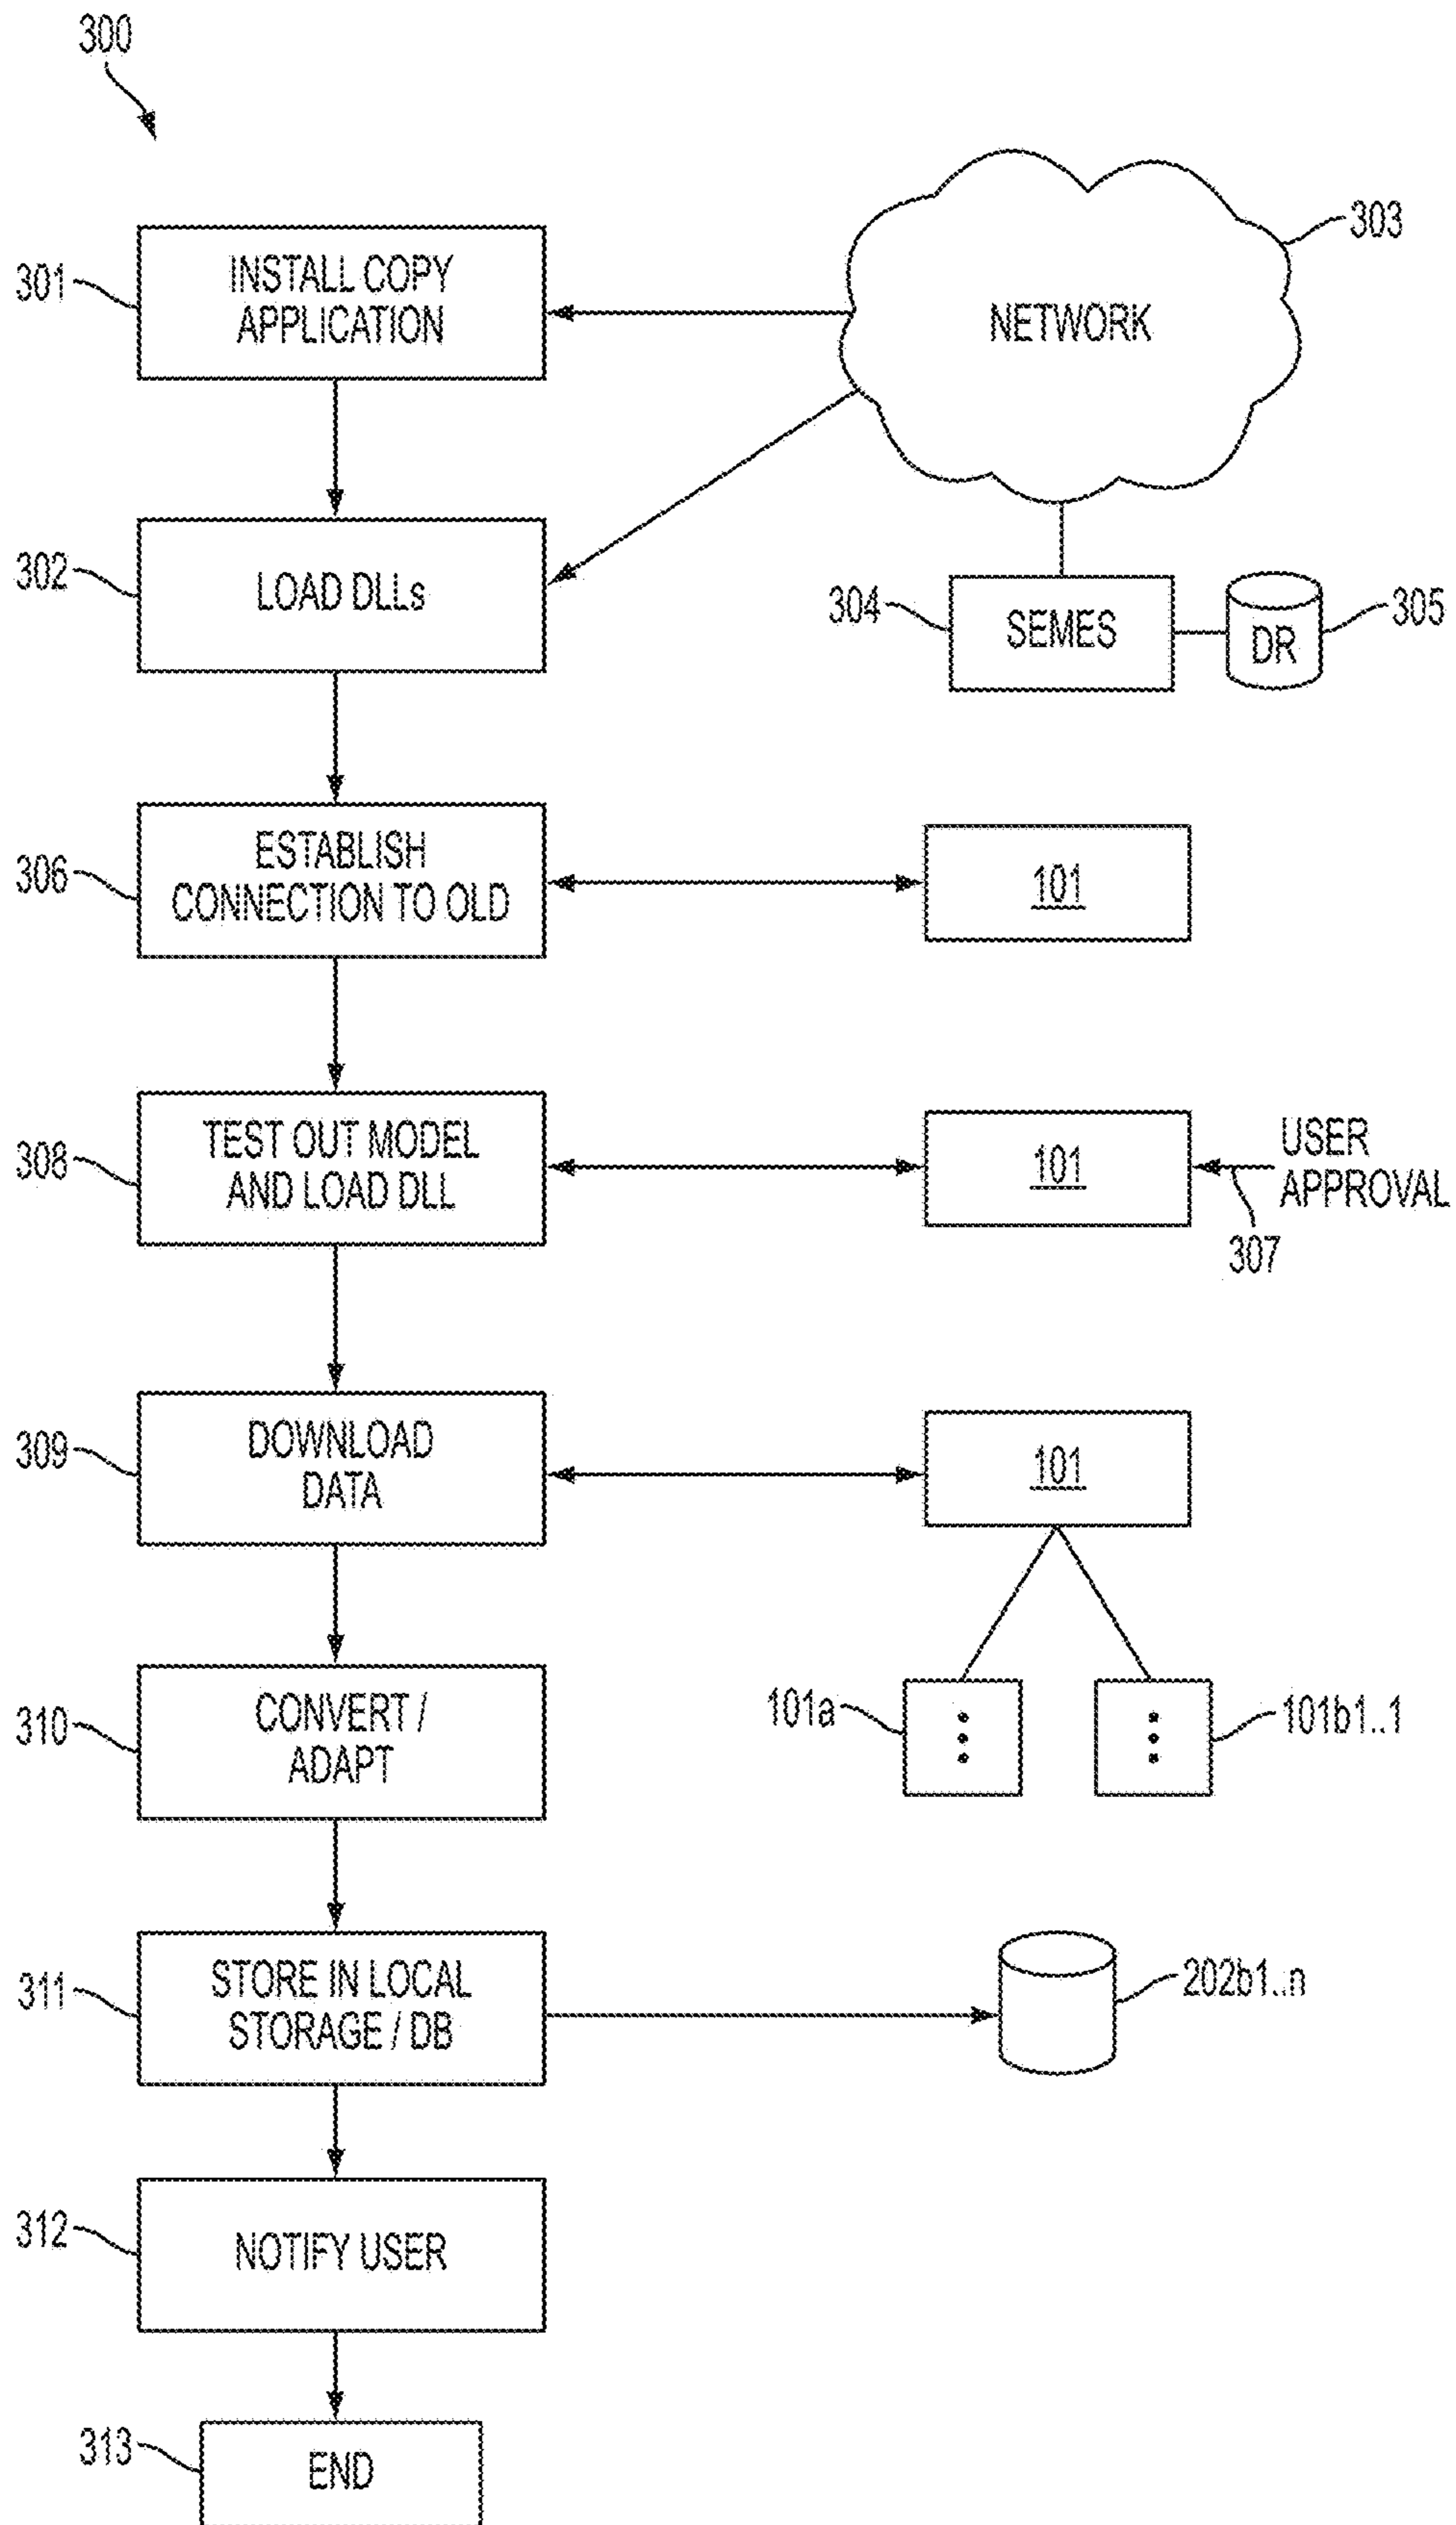 300
301
INSTALL COPY
APPLICATION
NETWORK
303
302
LOAD DLLs
304
SEMES
DR
305
306
ESTABLISH
CONNECTION TO OLD
101
308
TEST OUT MODEL
AND LOAD DLL
101
USER
APPROVAL
307
309
DOWNLOAD
DATA
101
310
CONVERT /
ADAPT
101a
101b1..1
311
STORE IN LOCAL
STORAGE / DB
202b1..n
312
NOTIFY USER
313
END